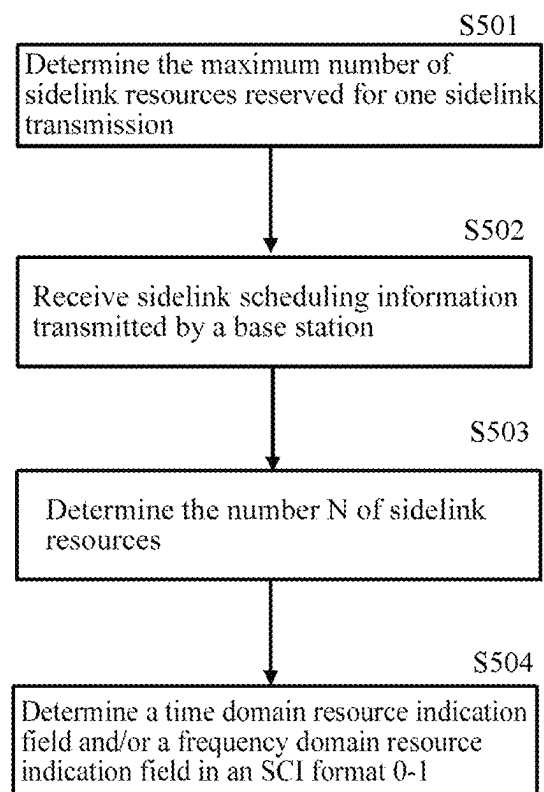 S501
Determine the maximum number of
sidelink resources reserved for one sidelink
transmission
S502
Receive sidelink scheduling information
transmitted by a base station
S503
Determine the number N of sidelink
resources
S504
Determine a time domain resource indication
field and/or a frequency domain resource
indication field in an SCI format 0-1